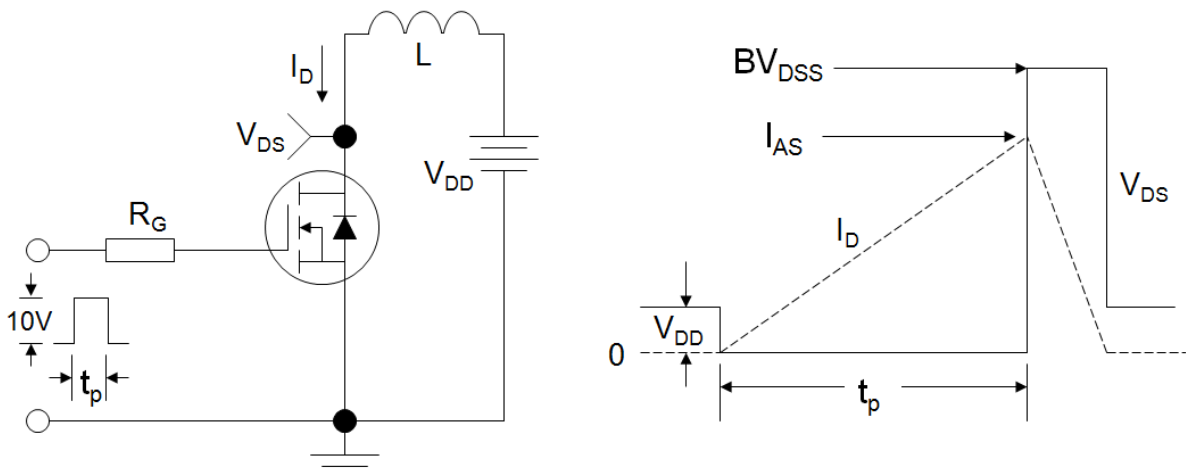 I_D
L
V_DS
V_DD
R_G
10V
t_p
BV_DSS
I_AS
V_DS
I_D
V_DD
0
t_p